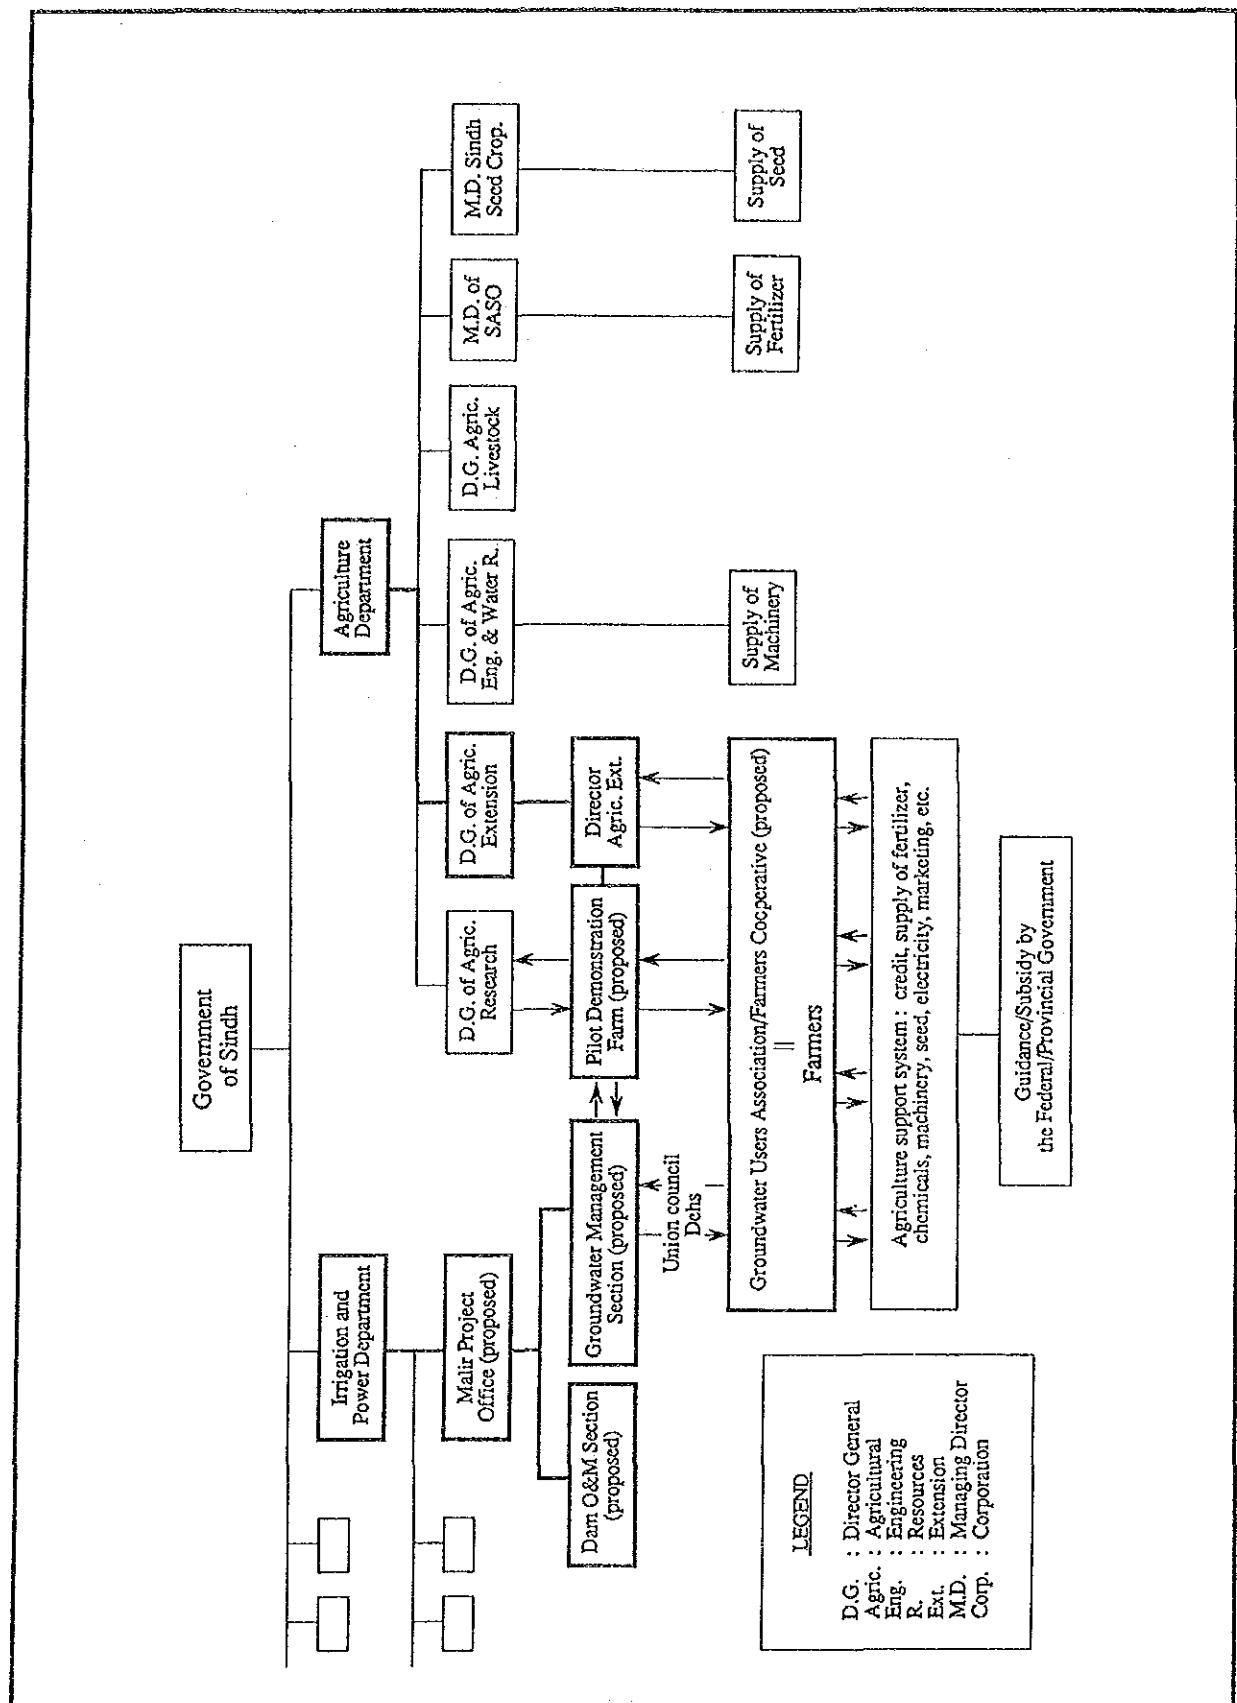 Government
of Sindh
Irrigation and
Power Department
Agriculture
Department
Malir Project
Office (proposed)
D.G. of Agric.
Research
D.G. of Agric.
Extension
D.G. of Agric.
Eng. & Water R.
D.G. Agric.
Livestock
M.D. of
SASO
M.D. Sindh
Seed Crop.
Dam O&M Section
(proposed)
Groundwater Management
Section (proposed)
Pilot Demonstration
Farm (proposed)
Director
Agric. Ext.
Union council
Dehs
Supply of
Machinery
Supply of
Fertilizer
Supply of
Seed
Groundwater Users Association/Farmers Cooperative (proposed)
||
Farmers
Agriculture support system : credit, supply of fertilizer,
chemicals, machinery, seed, electricity, marketing, etc.
Guidance/Subsidy by
the Federal/Provincial Government
LEGEND
D.G. : Director General
Agric. : Agricultural
Eng. : Engineering
R. : Resources
Ext. : Extension
M.D. : Managing Director
Corp. : Corporation